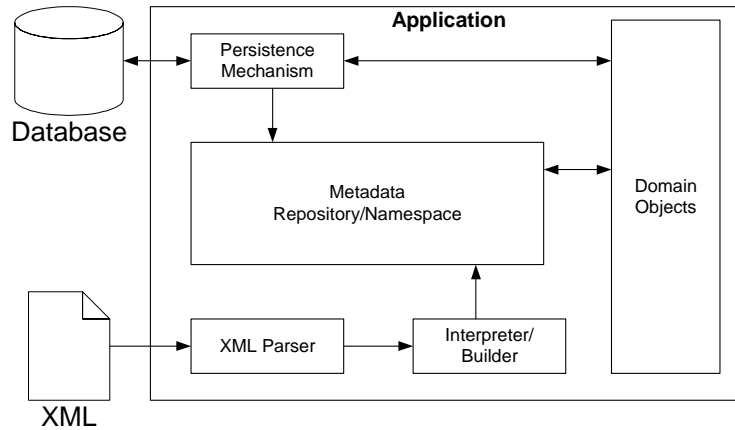 Application
Persistence
Mechanism
Database
Metadata
Repository/Namespace
Domain
Objects
XML Parser
Interpreter/
Builder
XML